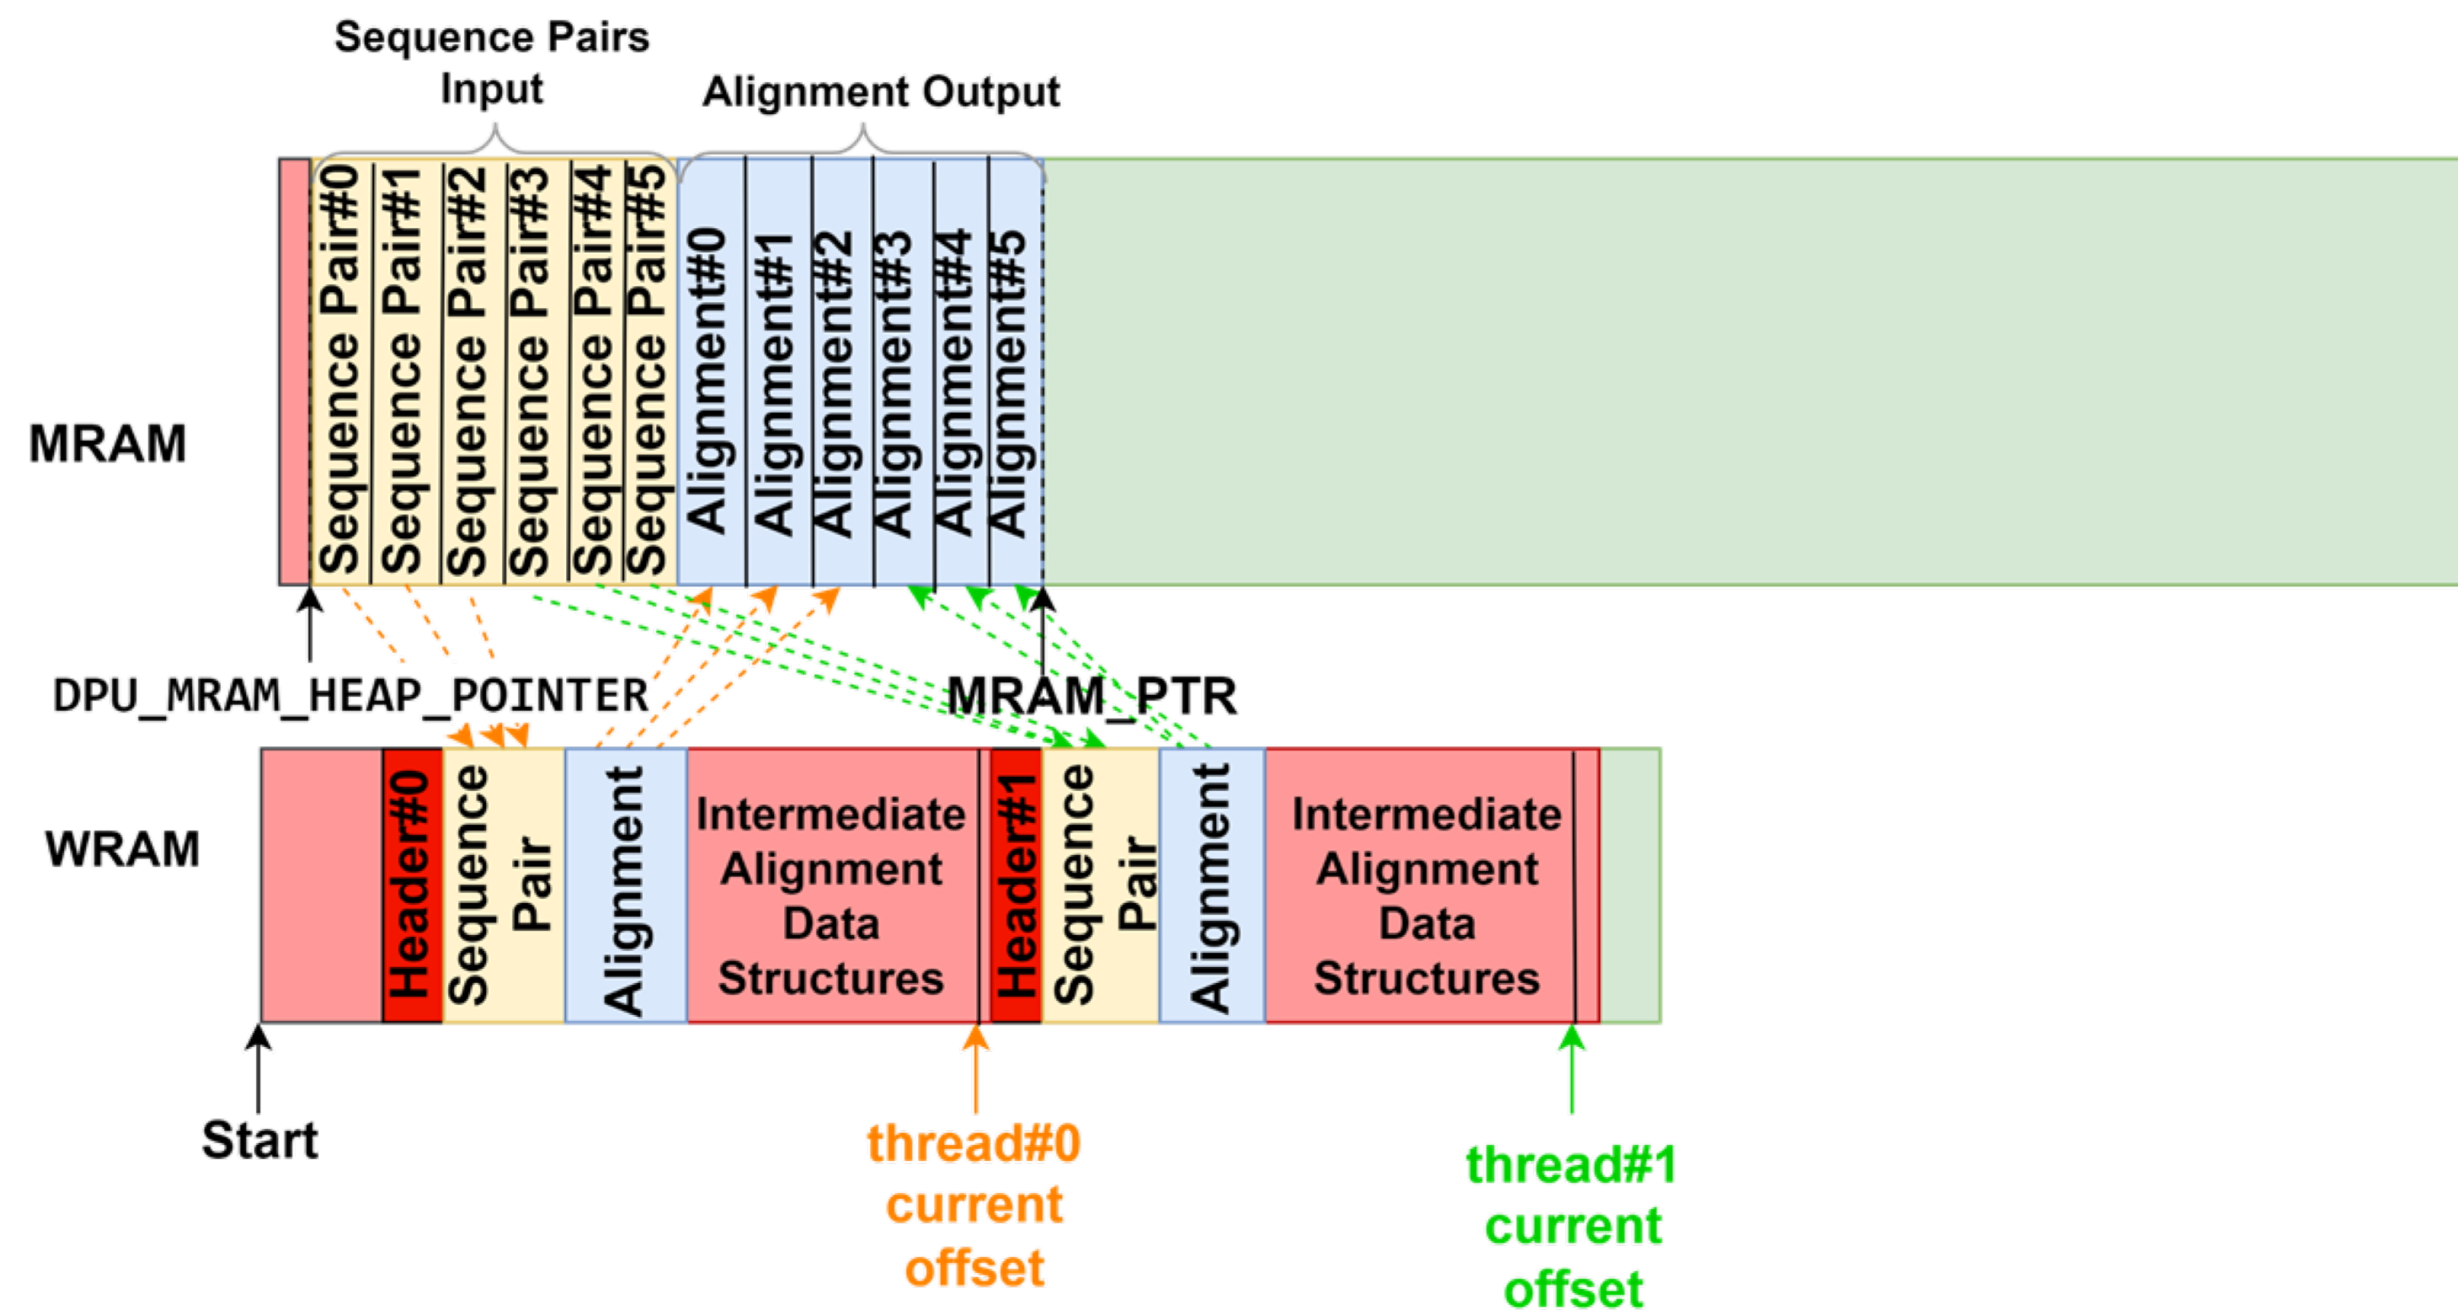 Sequence Pairs
Input
Alignment Output
Sequence Pair#0
Sequence Pair#1
Sequence Pair#2
Sequence Pair#3
Sequence Pair#4
Sequence Pair#5
Alignment#0
Alignment#1
Alignment#2
Alignment#3
Alignment#4
Alignment#5
MRAM
DPU_MRAM_HEAP_POINTER
MRAM_PTR
WRAM
Header#0
Sequence
Pair
Alignment
Intermediate
Alignment
Data
Structures
Header#1
Sequence
Pair
Alignment
Intermediate
Alignment
Data
Structures
Start
thread#0
current
offset
thread#1
current
offset